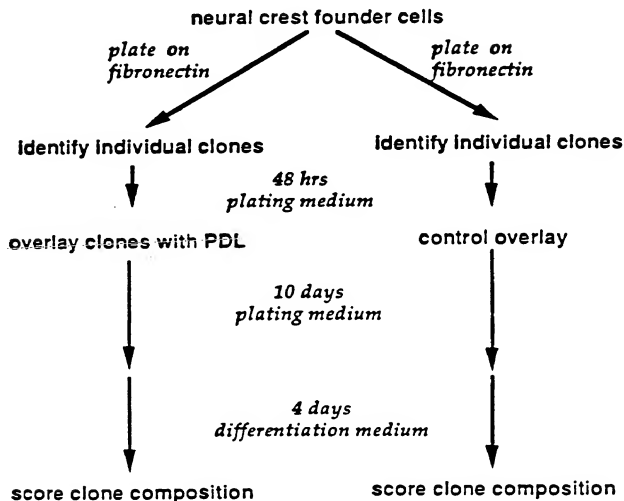 neural crest founder cells
plate on
fibronectin
plate on
fibronectin
identify individual clones
identify individual clones
48 hrs
plating medium
overlay clones with PDL
control overlay
10 days
plating medium
4 days
differentiation medium
score clone composition
score clone composition